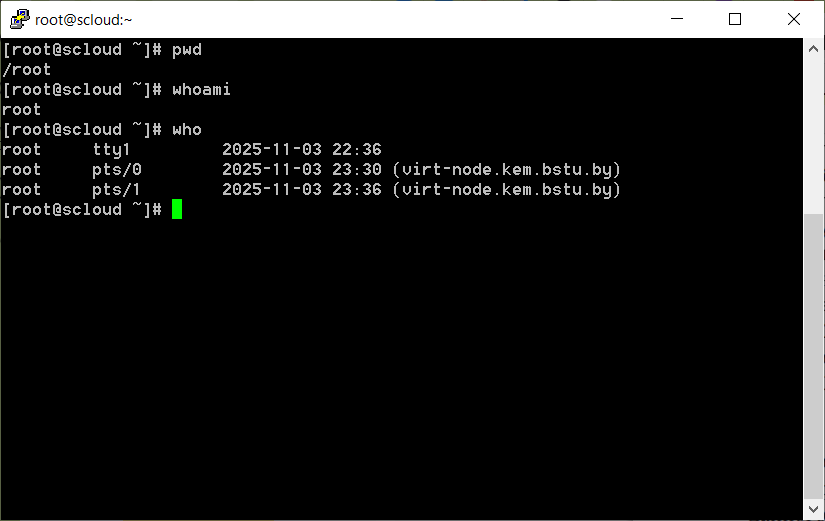 root@scloud:~
[root@scloud ~]# pwd
/root
[root@scloud ~]# whoami
root
[root@scloud ~]# who
root     tty1         2025-11-03 22:36
root     pts/0        2025-11-03 23:30 (virt-node.kem.bstu.by)
root     pts/1        2025-11-03 23:36 (virt-node.kem.bstu.by)
[root@scloud ~]#